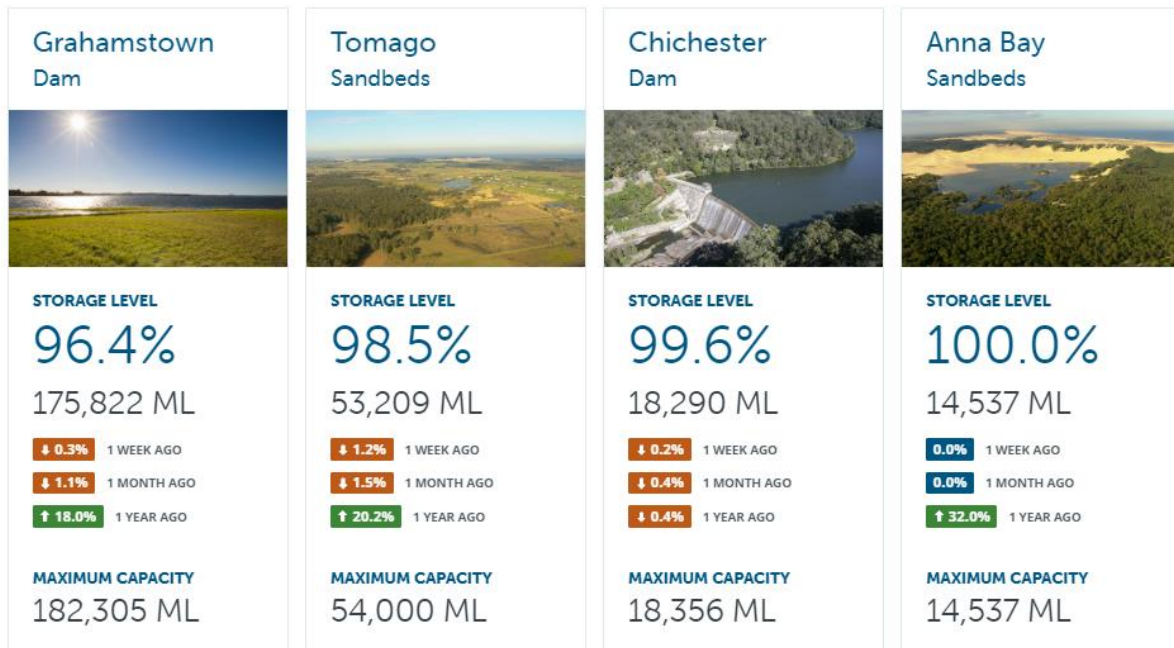 Grahamstown
Dam
STORAGE LEVEL
96.4%
175,822 ML
↓ 0.3% 1 WEEK AGO
↓ 1.1% 1 MONTH AGO
↑ 18.0% 1 YEAR AGO
MAXIMUM CAPACITY
182,305 ML
Tomago
Sandbeds
STORAGE LEVEL
98.5%
53,209 ML
↓ 1.2% 1 WEEK AGO
↓ 1.5% 1 MONTH AGO
↑ 20.2% 1 YEAR AGO
MAXIMUM CAPACITY
54,000 ML
Chichester
Dam
STORAGE LEVEL
99.6%
18,290 ML
↓ 0.2% 1 WEEK AGO
↓ 0.4% 1 MONTH AGO
↓ 0.4% 1 YEAR AGO
MAXIMUM CAPACITY
18,356 ML
Anna Bay
Sandbeds
STORAGE LEVEL
100.0%
14,537 ML
0.0% 1 WEEK AGO
0.0% 1 MONTH AGO
↑ 32.0% 1 YEAR AGO
MAXIMUM CAPACITY
14,537 ML